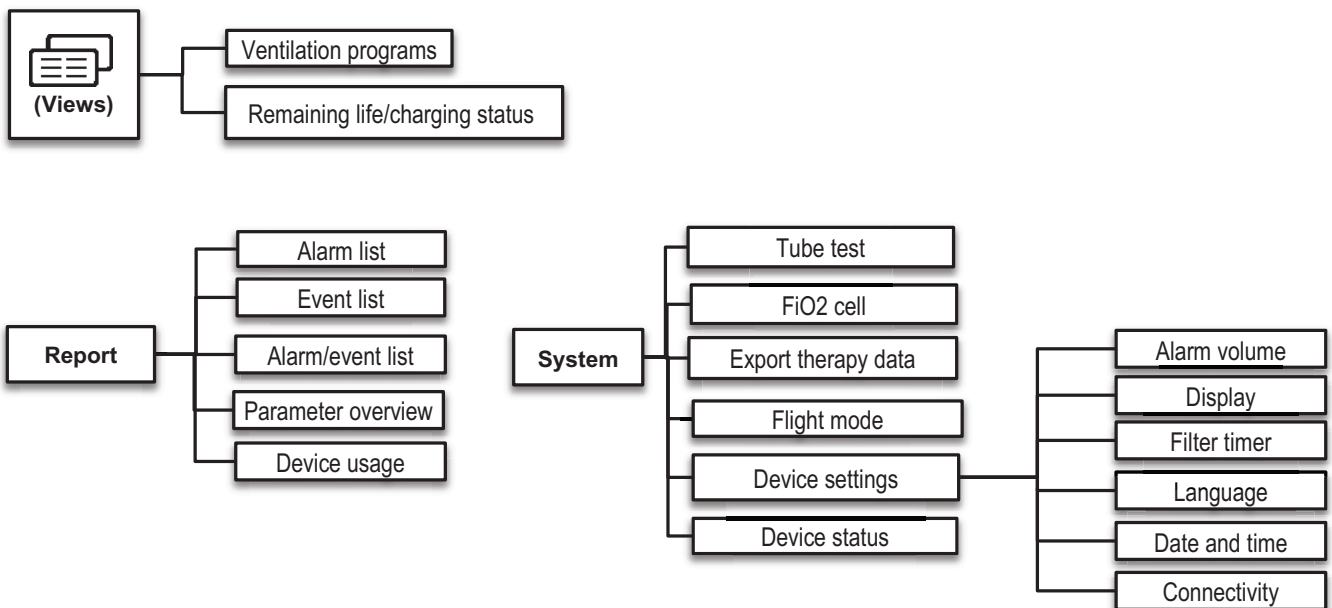 (Views)
Ventilation programs
Remaining life/charging status
Report
Alarm list
Event list
Alarm/event list
Parameter overview
Device usage
System
Tube test
FiO2 cell
Export therapy data
Flight mode
Device settings
Device status
Alarm volume
Display
Filter timer
Language
Date and time
Connectivity